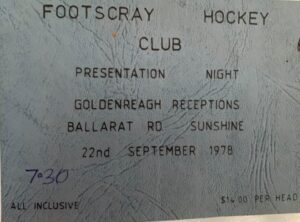 FOOTSCRAY HOCKEY
CLUB
PRESENTATION NIGHT
GOLDENREAGH RECEPTIONS
BALLARAT RD. SUNSHINE
22nd SEPTEMBER 1978
7.30
ALL INCLUSIVE $14.00 PER HEAD